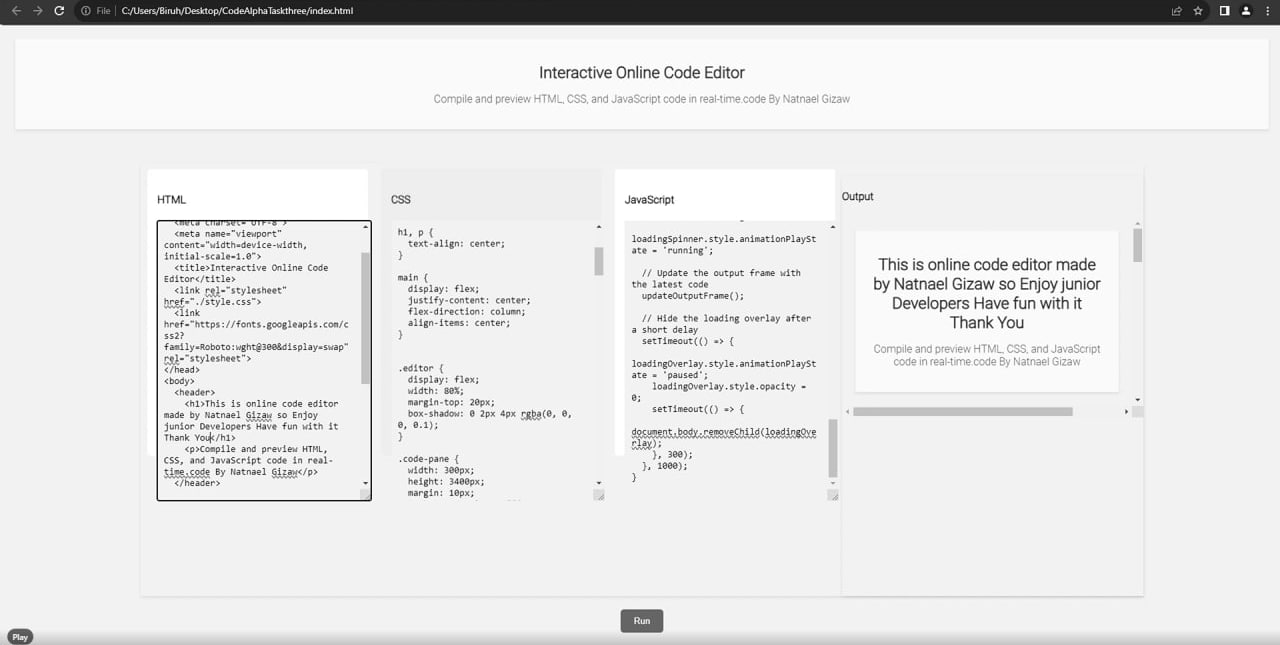 File C:/Users/Biruh/Desktop/CodeAlphaTaskthree/index.html
Interactive Online Code Editor
Compile and preview HTML, CSS, and JavaScript code in real-time.code By Natnael Gizaw
HTML
<meta charset="UTF-8">
<meta name="viewport"
content="width=device-width,
initial-scale=1.0">
<title>Interactive Online Code
Editor</title>
<link rel="stylesheet"
href="./style.css">
<link
href="https://fonts.googleapis.com/c
ss2?
family=Roboto:wght@300&display=swap"
rel="stylesheet">
</head>
<body>
<header>
<h1>This is online code editor
made by Natnael Gizaw so Enjoy
junior Developers Have fun with it
Thank You</h1>
<p>Compile and preview HTML,
CSS, and JavaScript code in real-
time.code By Natnael Gizaw</p>
</header>
CSS
h1, p {
text-align: center;
}
main {
display: flex;
justify-content: center;
flex-direction: column;
align-items: center;
}
.editor {
display: flex;
width: 80%;
margin-top: 20px;
box-shadow: 0 2px 4px rgba(0, 0,
0, 0.1);
}
.code-pane {
width: 300px;
height: 3400px;
margin: 10px;
JavaScript
loadingSpinner.style.animationPlaySt
ate = 'running';
// Update the output frame with
the latest code
updateOutputFrame();
// Hide the loading overlay after
a short delay
setTimeout(() => {
loadingOverlay.style.animationPlaySt
ate = 'paused';
loadingOverlay.style.opacity =
0;
setTimeout(() => {
document.body.removeChild(loadingOve
rlay);
}, 300);
}, 1000);
}
Output
This is online code editor made
by Natnael Gizaw so Enjoy junior
Developers Have fun with it
Thank You
Compile and preview HTML, CSS, and JavaScript
code in real-time.code By Natnael Gizaw
Run
Play